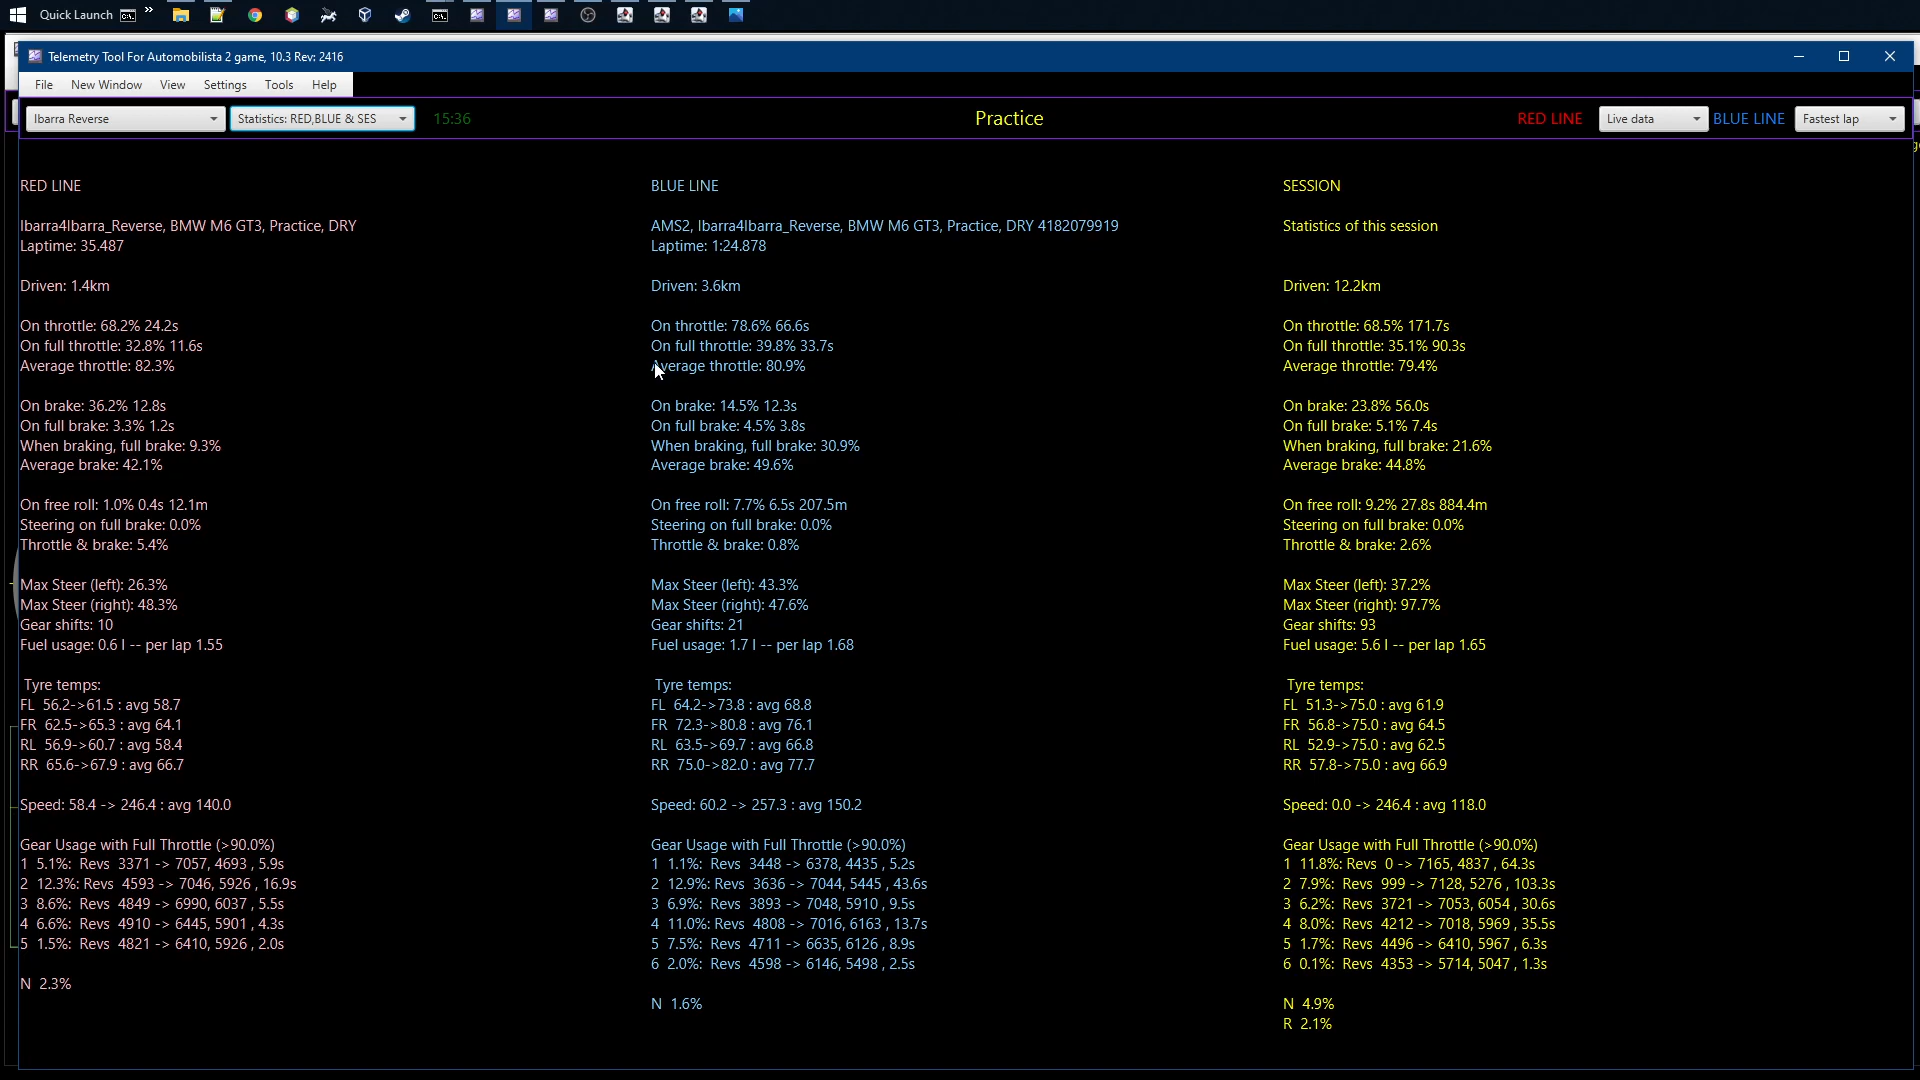 Quick Launch
Telemetry Tool For Automobilista 2 game, 10.3 Rev: 2416
File New Window View Settings Tools Help
Ibarra Reverse Statistics: RED,BLUE & SES 15:36 Practice RED LINE Live data BLUE LINE Fastest lap
RED LINE
Ibarra4Ibarra_Reverse, BMW M6 GT3, Practice, DRY
Laptime: 35.487
Driven: 1.4km
On throttle: 68.2% 24.2s
On full throttle: 32.8% 11.6s
Average throttle: 82.3%
On brake: 36.2% 12.8s
On full brake: 3.3% 1.2s
When braking, full brake: 9.3%
Average brake: 42.1%
On free roll: 1.0% 0.4s 12.1m
Steering on full brake: 0.0%
Throttle & brake: 5.4%
Max Steer (left): 26.3%
Max Steer (right): 48.3%
Gear shifts: 10
Fuel usage: 0.6 l -- per lap 1.55
Tyre temps:
FL 56.2->61.5 : avg 58.7
FR 62.5->65.3 : avg 64.1
RL 56.9->60.7 : avg 58.4
RR 65.6->67.9 : avg 66.7
Speed: 58.4 -> 246.4 : avg 140.0
Gear Usage with Full Throttle (>90.0%)
1 5.1%: Revs 3371 -> 7057, 4693 , 5.9s
2 12.3%: Revs 4593 -> 7046, 5926 , 16.9s
3 8.6%: Revs 4849 -> 6990, 6037 , 5.5s
4 6.6%: Revs 4910 -> 6445, 5901 , 4.3s
5 1.5%: Revs 4821 -> 6410, 5926 , 2.0s
N 2.3%
BLUE LINE
AMS2, Ibarra4Ibarra_Reverse, BMW M6 GT3, Practice, DRY 4182079919
Laptime: 1:24.878
Driven: 3.6km
On throttle: 78.6% 66.6s
On full throttle: 39.8% 33.7s
Average throttle: 80.9%
On brake: 14.5% 12.3s
On full brake: 4.5% 3.8s
When braking, full brake: 30.9%
Average brake: 49.6%
On free roll: 7.7% 6.5s 207.5m
Steering on full brake: 0.0%
Throttle & brake: 0.8%
Max Steer (left): 43.3%
Max Steer (right): 47.6%
Gear shifts: 21
Fuel usage: 1.7 l -- per lap 1.68
Tyre temps:
FL 64.2->73.8 : avg 68.8
FR 72.3->80.8 : avg 76.1
RL 63.5->69.7 : avg 66.8
RR 75.0->82.0 : avg 77.7
Speed: 60.2 -> 257.3 : avg 150.2
Gear Usage with Full Throttle (>90.0%)
1 1.1%: Revs 3448 -> 6378, 4435 , 5.2s
2 12.9%: Revs 3636 -> 7044, 5445 , 43.6s
3 6.9%: Revs 3893 -> 7048, 5910 , 9.5s
4 11.0%: Revs 4808 -> 7016, 6163 , 13.7s
5 7.5%: Revs 4711 -> 6635, 6126 , 8.9s
6 2.0%: Revs 4598 -> 6146, 5498 , 2.5s
N 1.6%
SESSION
Statistics of this session
Driven: 12.2km
On throttle: 68.5% 171.7s
On full throttle: 35.1% 90.3s
Average throttle: 79.4%
On brake: 23.8% 56.0s
On full brake: 5.1% 7.4s
When braking, full brake: 21.6%
Average brake: 44.8%
On free roll: 9.2% 27.8s 884.4m
Steering on full brake: 0.0%
Throttle & brake: 2.6%
Max Steer (left): 37.2%
Max Steer (right): 97.7%
Gear shifts: 93
Fuel usage: 5.6 l -- per lap 1.65
Tyre temps:
FL 51.3->75.0 : avg 61.9
FR 56.8->75.0 : avg 64.5
RL 52.9->75.0 : avg 62.5
RR 57.8->75.0 : avg 66.9
Speed: 0.0 -> 246.4 : avg 118.0
Gear Usage with Full Throttle (>90.0%)
1 11.8%: Revs 0 -> 7165, 4837 , 64.3s
2 7.9%: Revs 999 -> 7128, 5276 , 103.3s
3 6.2%: Revs 3721 -> 7053, 6054 , 30.6s
4 8.0%: Revs 4212 -> 7018, 5969 , 35.5s
5 1.7%: Revs 4496 -> 6410, 5967 , 6.3s
6 0.1%: Revs 4353 -> 5714, 5047 , 1.3s
N 4.9%
R 2.1%